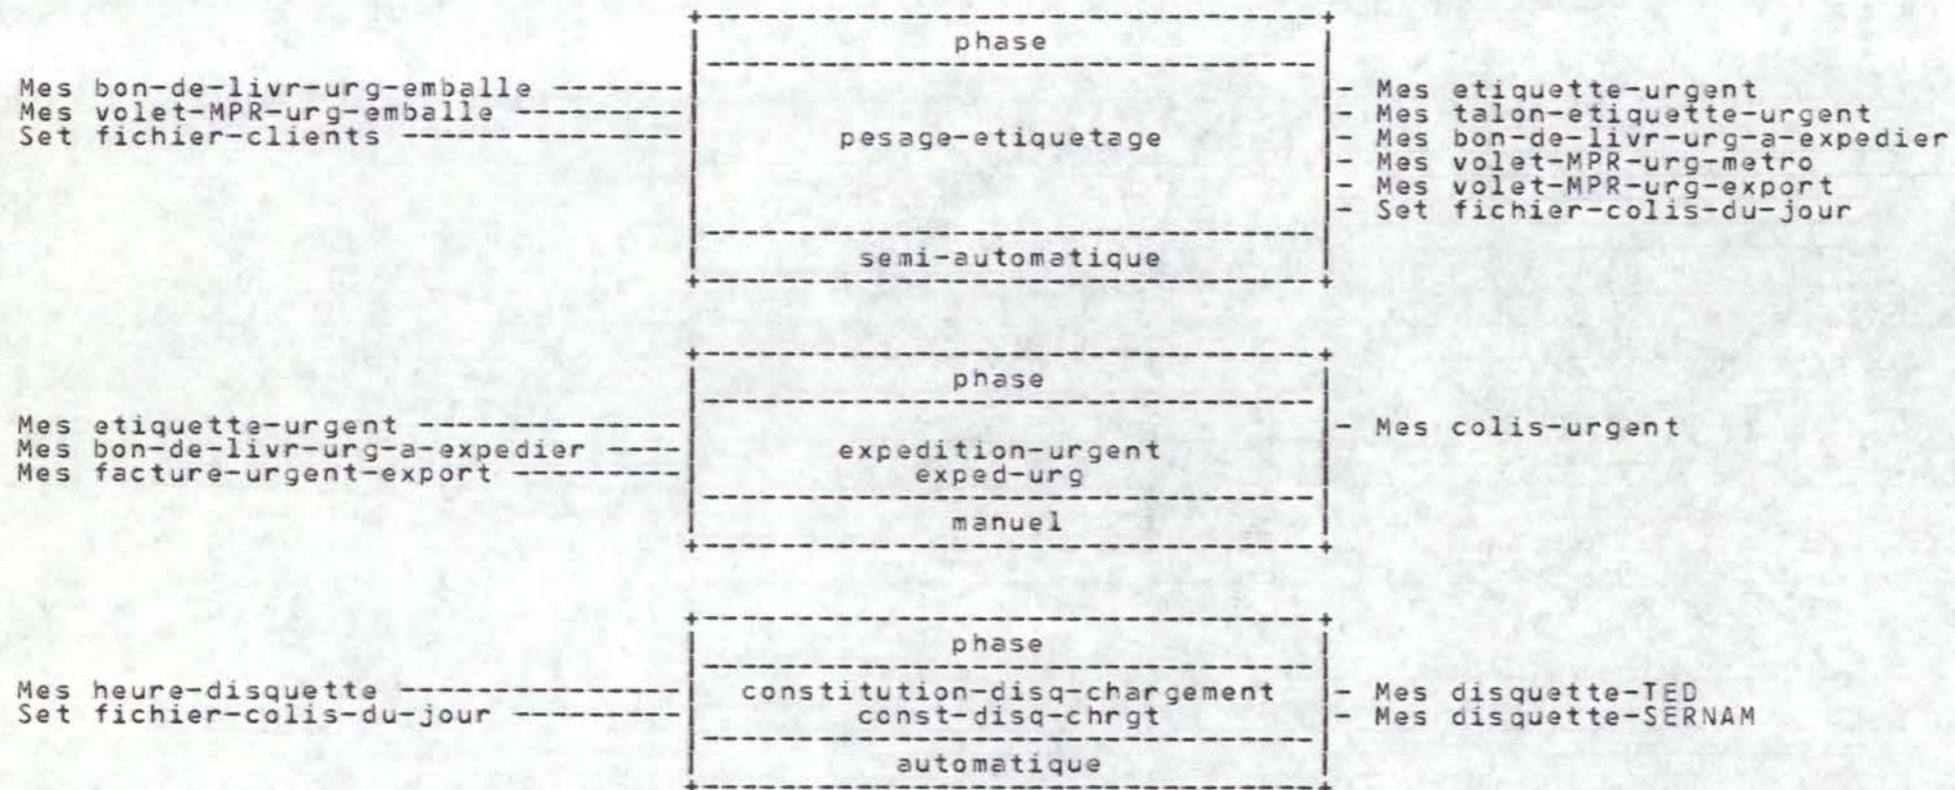 phase
Mes bon-de-livr-urg-emballe
Mes volet-MPR-urg-emballe
Set fichier-clients
pesage-etiquetage
Mes etiquette-urgent
Mes talon-etiquette-urgent
Mes bon-de-livr-urg-a-expedier
Mes volet-MPR-urg-metro
Mes volet-MPR-urg-export
Set fichier-colis-du-jour
semi-automatique
phase
Mes etiquette-urgent
Mes bon-de-livr-urg-a-expedier
Mes facture-urgent-export
expedition-urgent
exped-urg
Mes colis-urgent
manuel
phase
Mes heure-disquette
Set fichier-colis-du-jour
constitution-disq-chargement
const-disq-chrgt
Mes disquette-TED
Mes disquette-SERNAM
automatique